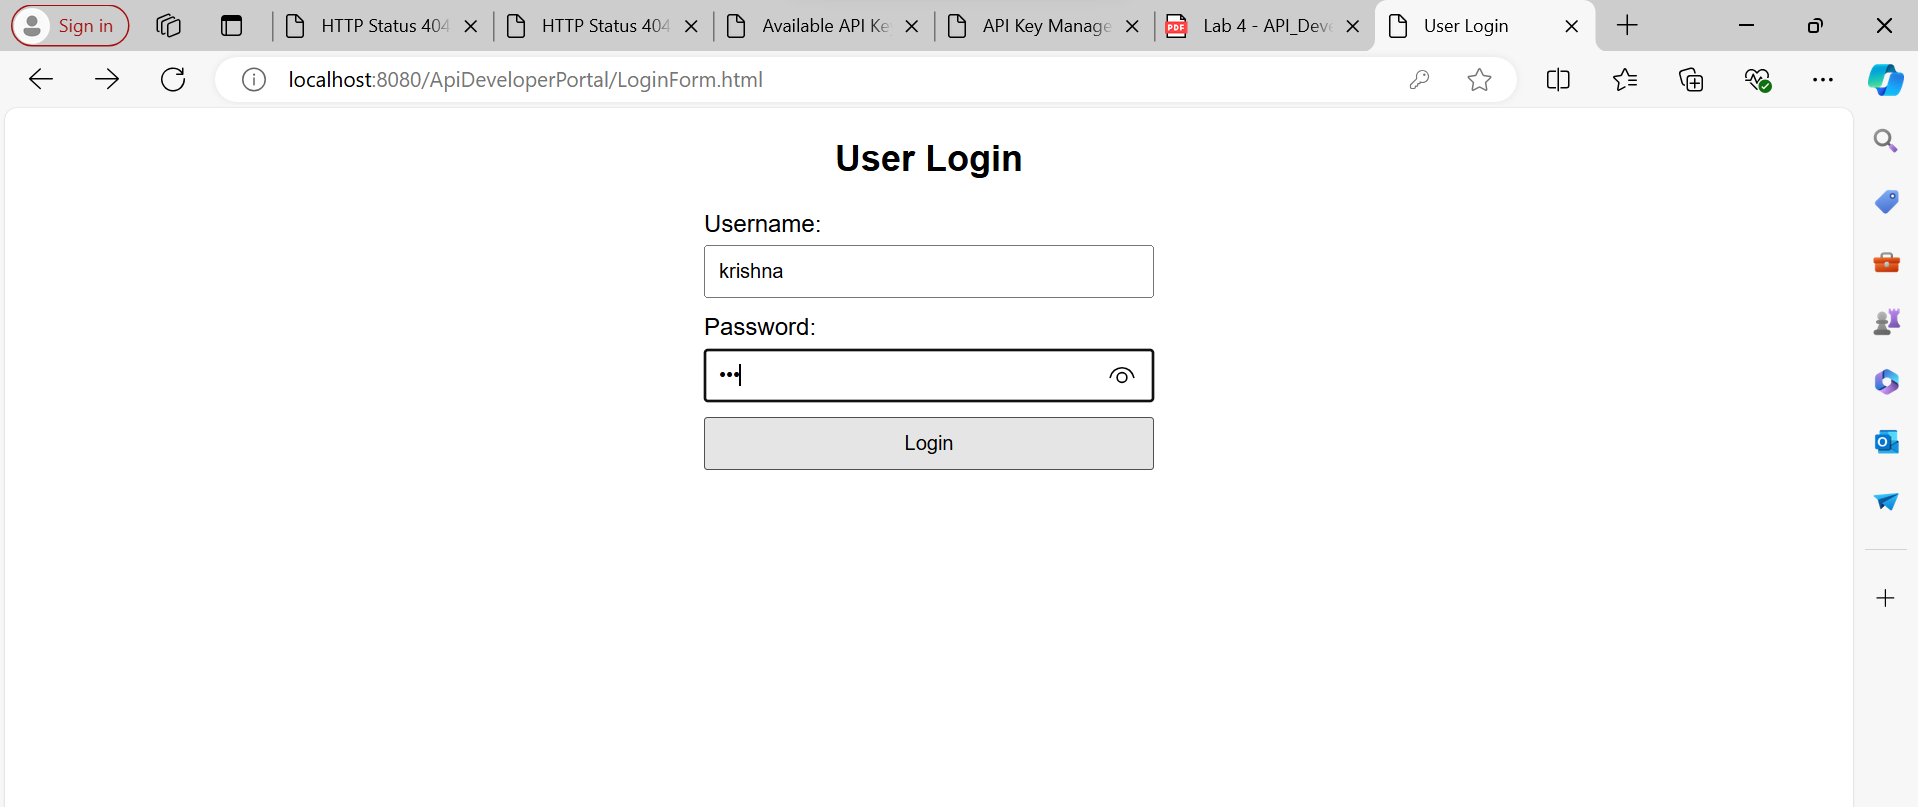 Sign in
HTTP Status 404
HTTP Status 404
Available API Ke
API Key Manage
PDF
Lab 4 - API_Deve
User Login
localhost:8080/ApiDeveloperPortal/LoginForm.html
User Login
Username:
krishna
Password:
•••
Login